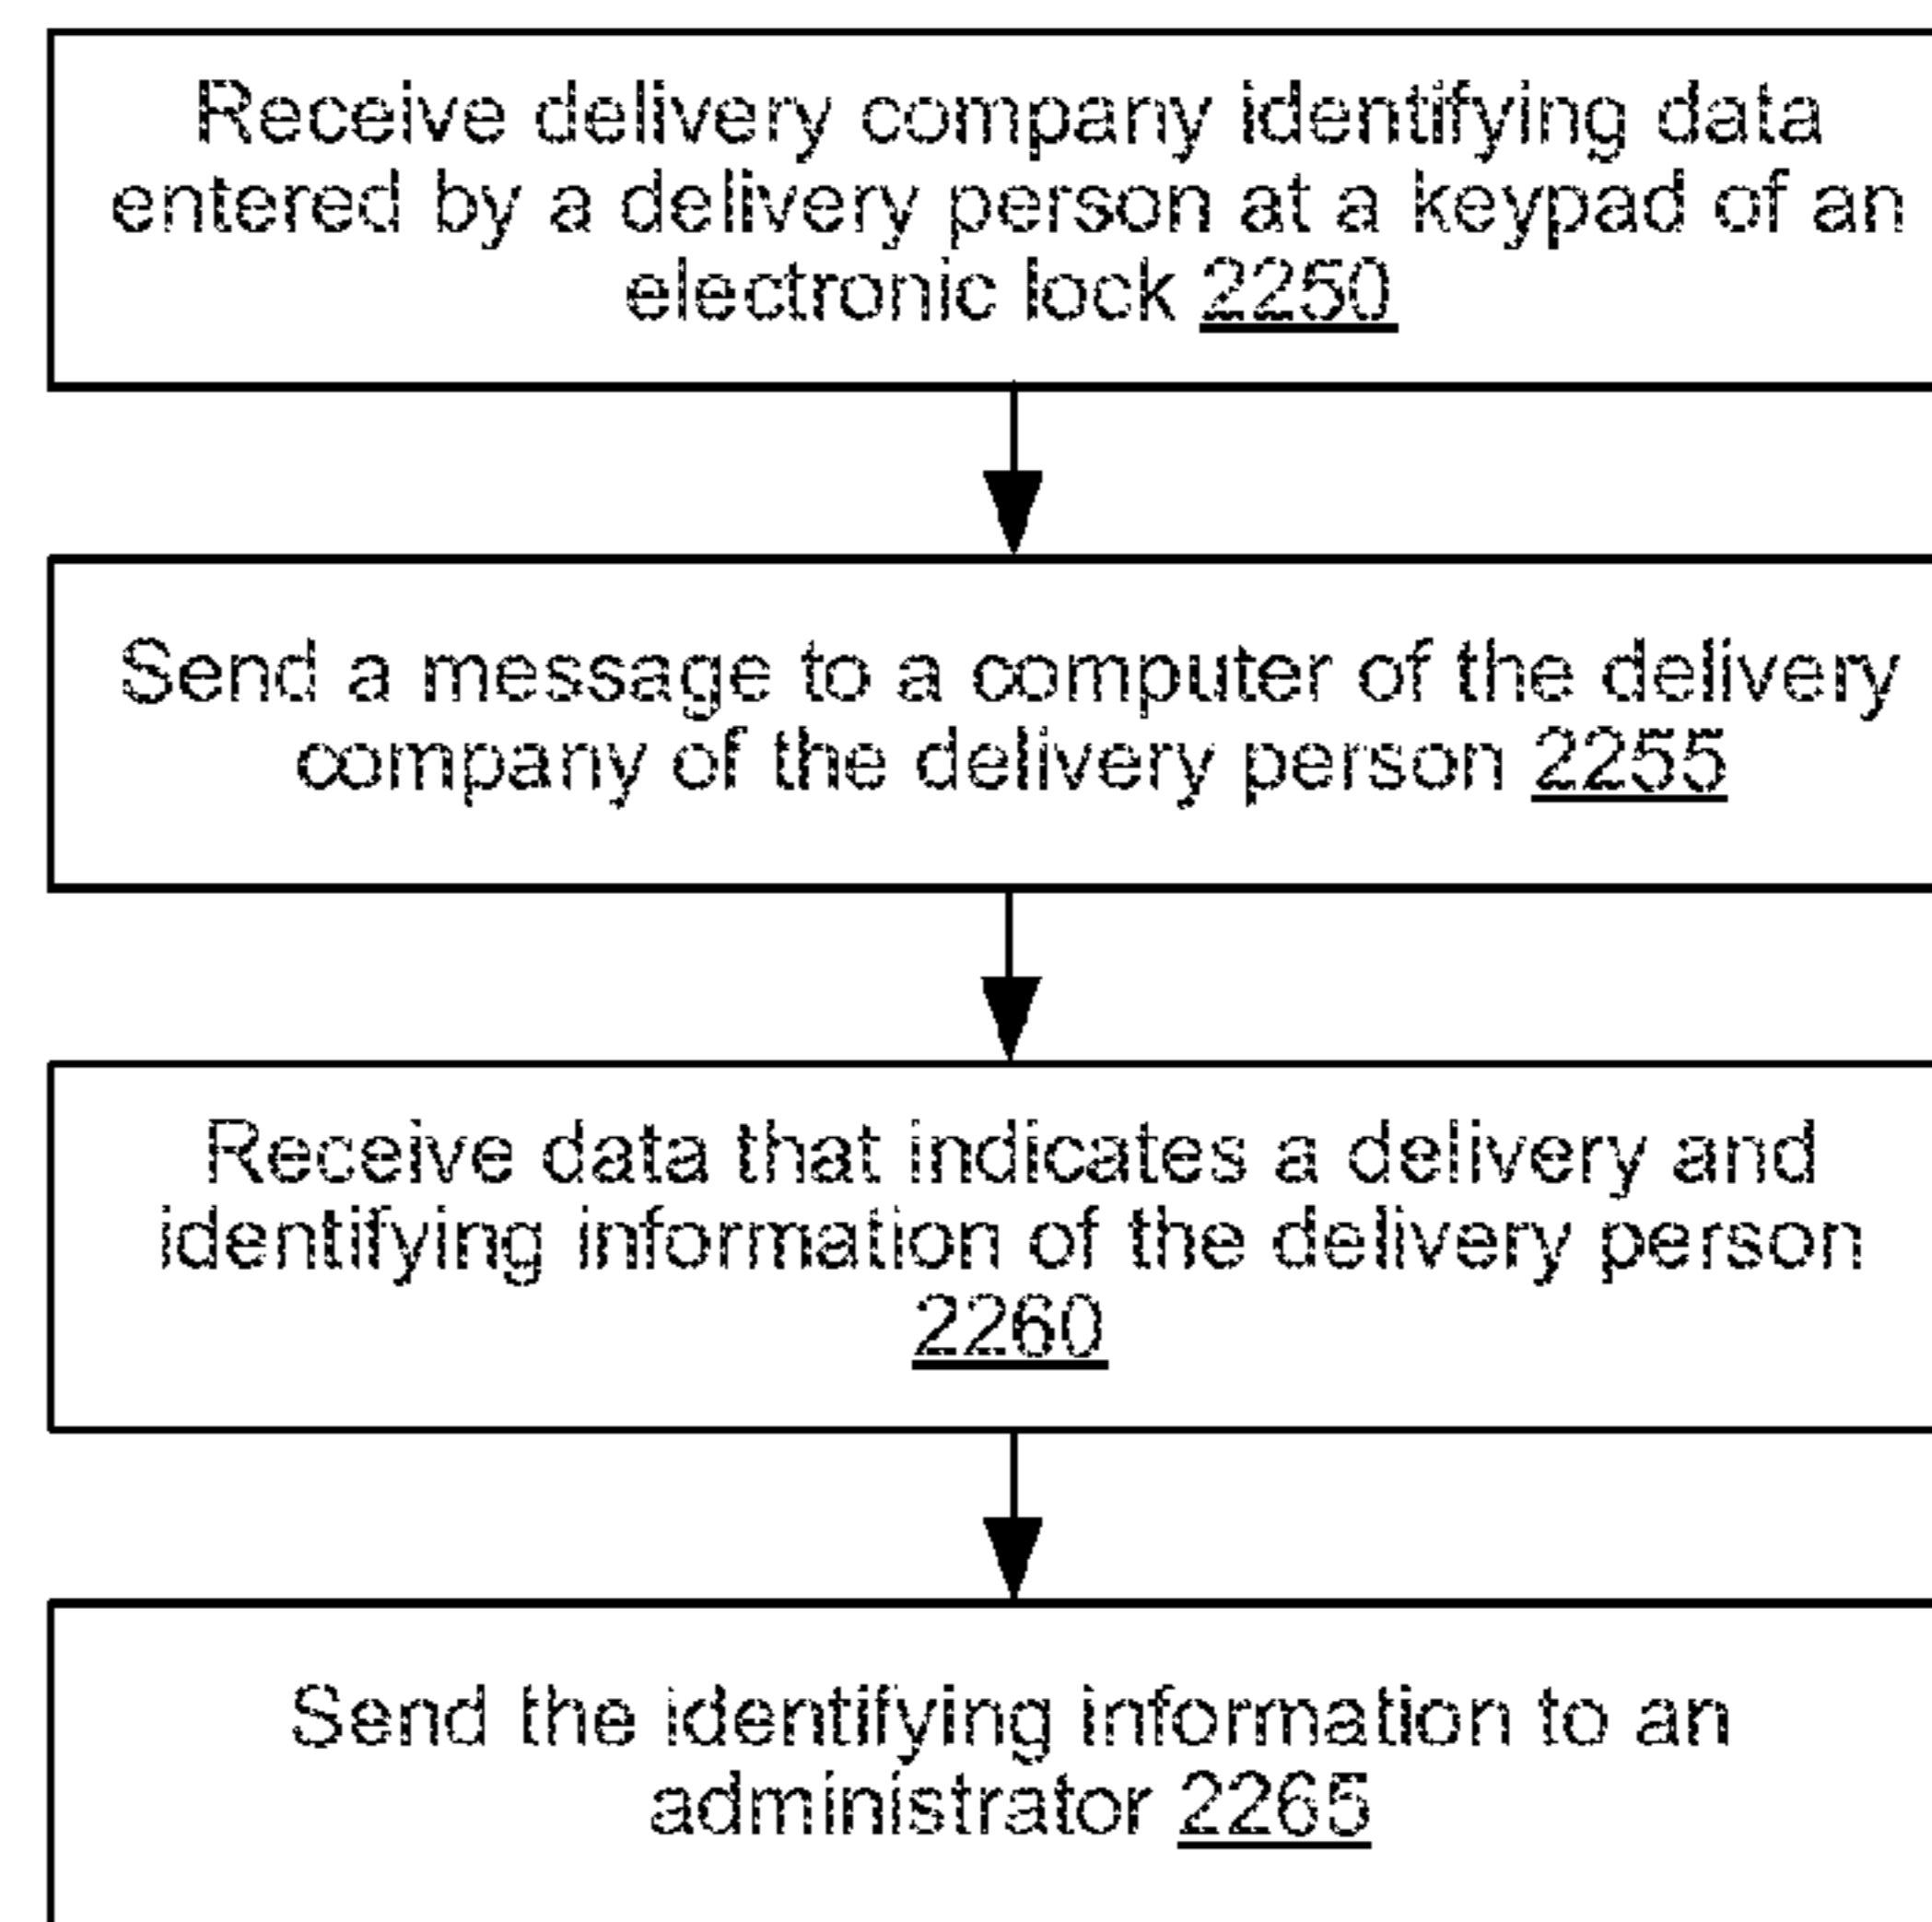 Receive delivery company identifying data
entered by a delivery person at a keypad of an
electronic lock 2250
Send a message to a computer of the delivery
company of the delivery person 2255
Receive data that indicates a delivery and
identifying information of the delivery person
2260
Send the identifying information to an
administrator 2265